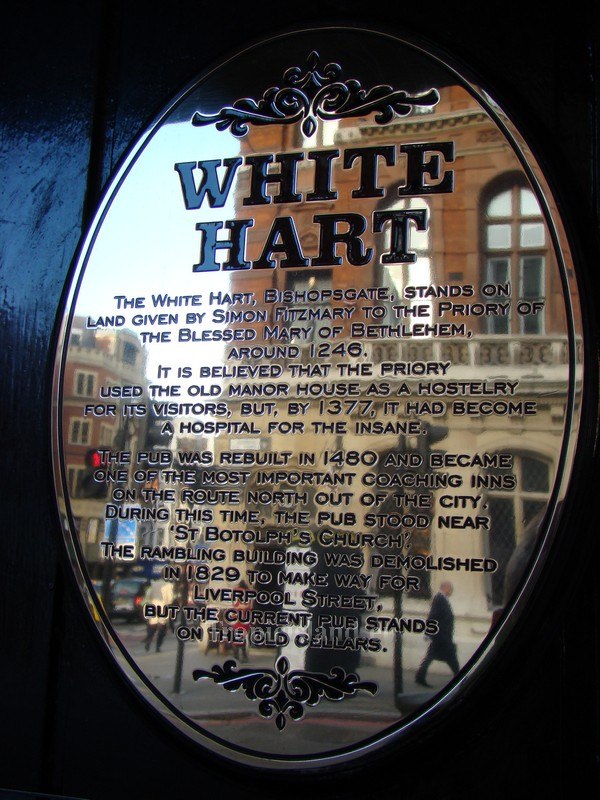 WHITE
HART
THE WHITE HART, BISHOPSGATE, STANDS ON
LAND GIVEN BY SIMON FITZMARY TO THE PRIORY OF
THE BLESSED MARY OF BETHLEHEM,
AROUND 1246.
IT IS BELIEVED THAT THE PRIORY
USED THE OLD MANOR HOUSE AS A HOSTELRY
FOR ITS VISITORS, BUT, BY 1377, IT HAD BECOME
A HOSPITAL FOR THE INSANE.
THE PUB WAS REBUILT IN 1480 AND BECAME
ONE OF THE MOST IMPORTANT COACHING INNS
ON THE ROUTE NORTH OUT OF THE CITY.
DURING THIS TIME, THE PUB STOOD NEAR
'ST BOTOLPH'S CHURCH'.
THE RAMBLING BUILDING WAS DEMOLISHED
IN 1829 TO MAKE WAY FOR
LIVERPOOL STREET,
BUT THE CURRENT PUB STANDS
ON THE OLD CELLARS.